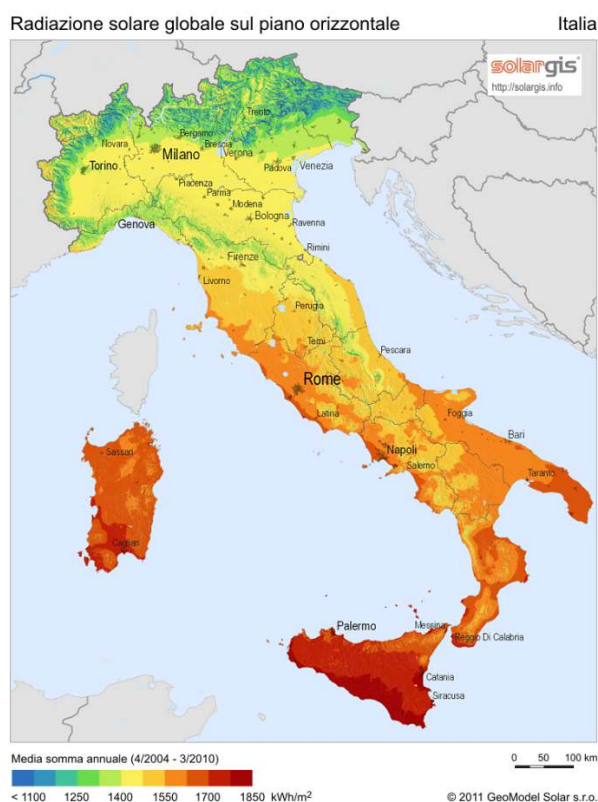 Radiazione solare globale sul piano orizzontale
Italia
solargis
http://solargis.info
Trento
Bergamo
Novara
Brescia
Milano
Verona
Torino
Padova
Venezia
Piacenza
Parma
Modena
Bologna
Genova
Ravenna
Rimini
Firenze
Livorno
Perugia
Terni
Pescara
Rome
Latina
Foggia
Bari
Napoli
Salerno
Taranto
Sassari
Cagliari
Palermo
Messina
Reggio Di Calabria
Catania
Siracusa
Media somma annuale (4/2004 - 3/2010)
0 50 100 km
< 1100 1250 1400 1550 1700 1850 kWh/m²
© 2011 GeoModel Solar s.r.o.